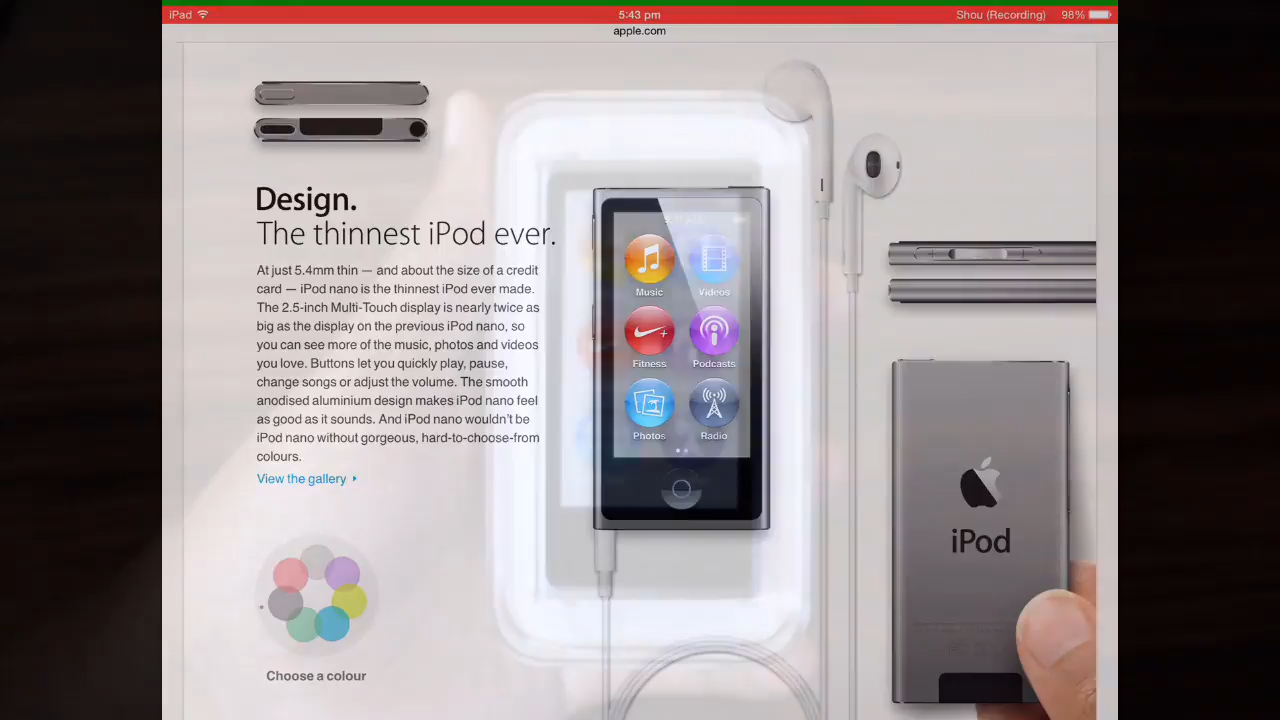 iPad
5:43 pm
Shou (Recording)
98%
apple.com
Design.
The thinnest iPod ever.
At just 5.4mm thin — and about the size of a credit
card — iPod nano is the thinnest iPod ever made.
The 2.5-inch Multi-Touch display is nearly twice as
big as the display on the previous iPod nano, so
you can see more of the music, photos and videos
you love. Buttons let you quickly play, pause,
change songs or adjust the volume. The smooth
anodised aluminium design makes iPod nano feel
as good as it sounds. And iPod nano wouldn't be
iPod nano without gorgeous, hard-to-choose-from
colours.
View the gallery
Choose a colour
Music
Videos
Fitness
Podcasts
Photos
Radio
iPod